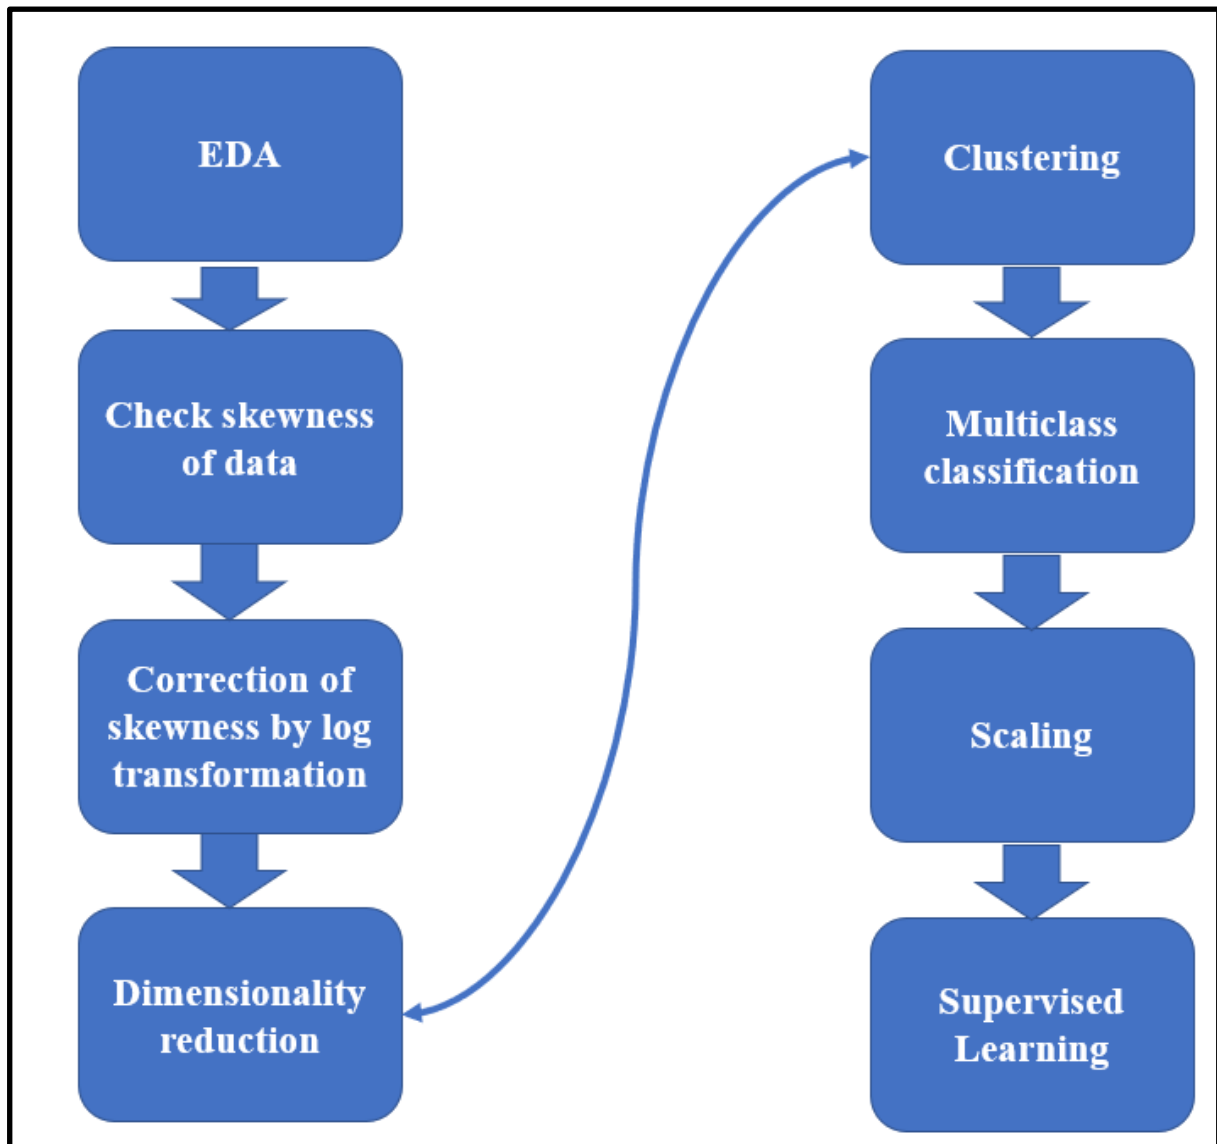 EDA
Check skewness
of data
Correction of
skewness by log
transformation
Dimensionality
reduction
Clustering
Multiclass
classification
Scaling
Supervised
Learning